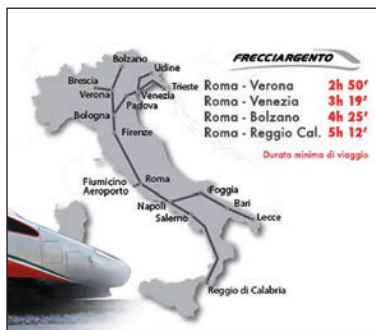 FRECCIARGENTO
Roma - Verona 2h 50'
Roma - Venezia 3h 19'
Roma - Bolzano 4h 25'
Roma - Reggio Cal. 5h 12'
Durata minima di viaggio
Bolzano
Udine
Brescia
Trieste
Verona
Venezia
Padova
Bologna
Firenze
Fiumicino
Aeroporto
Roma
Foggia
Napoli
Bari
Salerno
Lecce
Reggio di Calabria